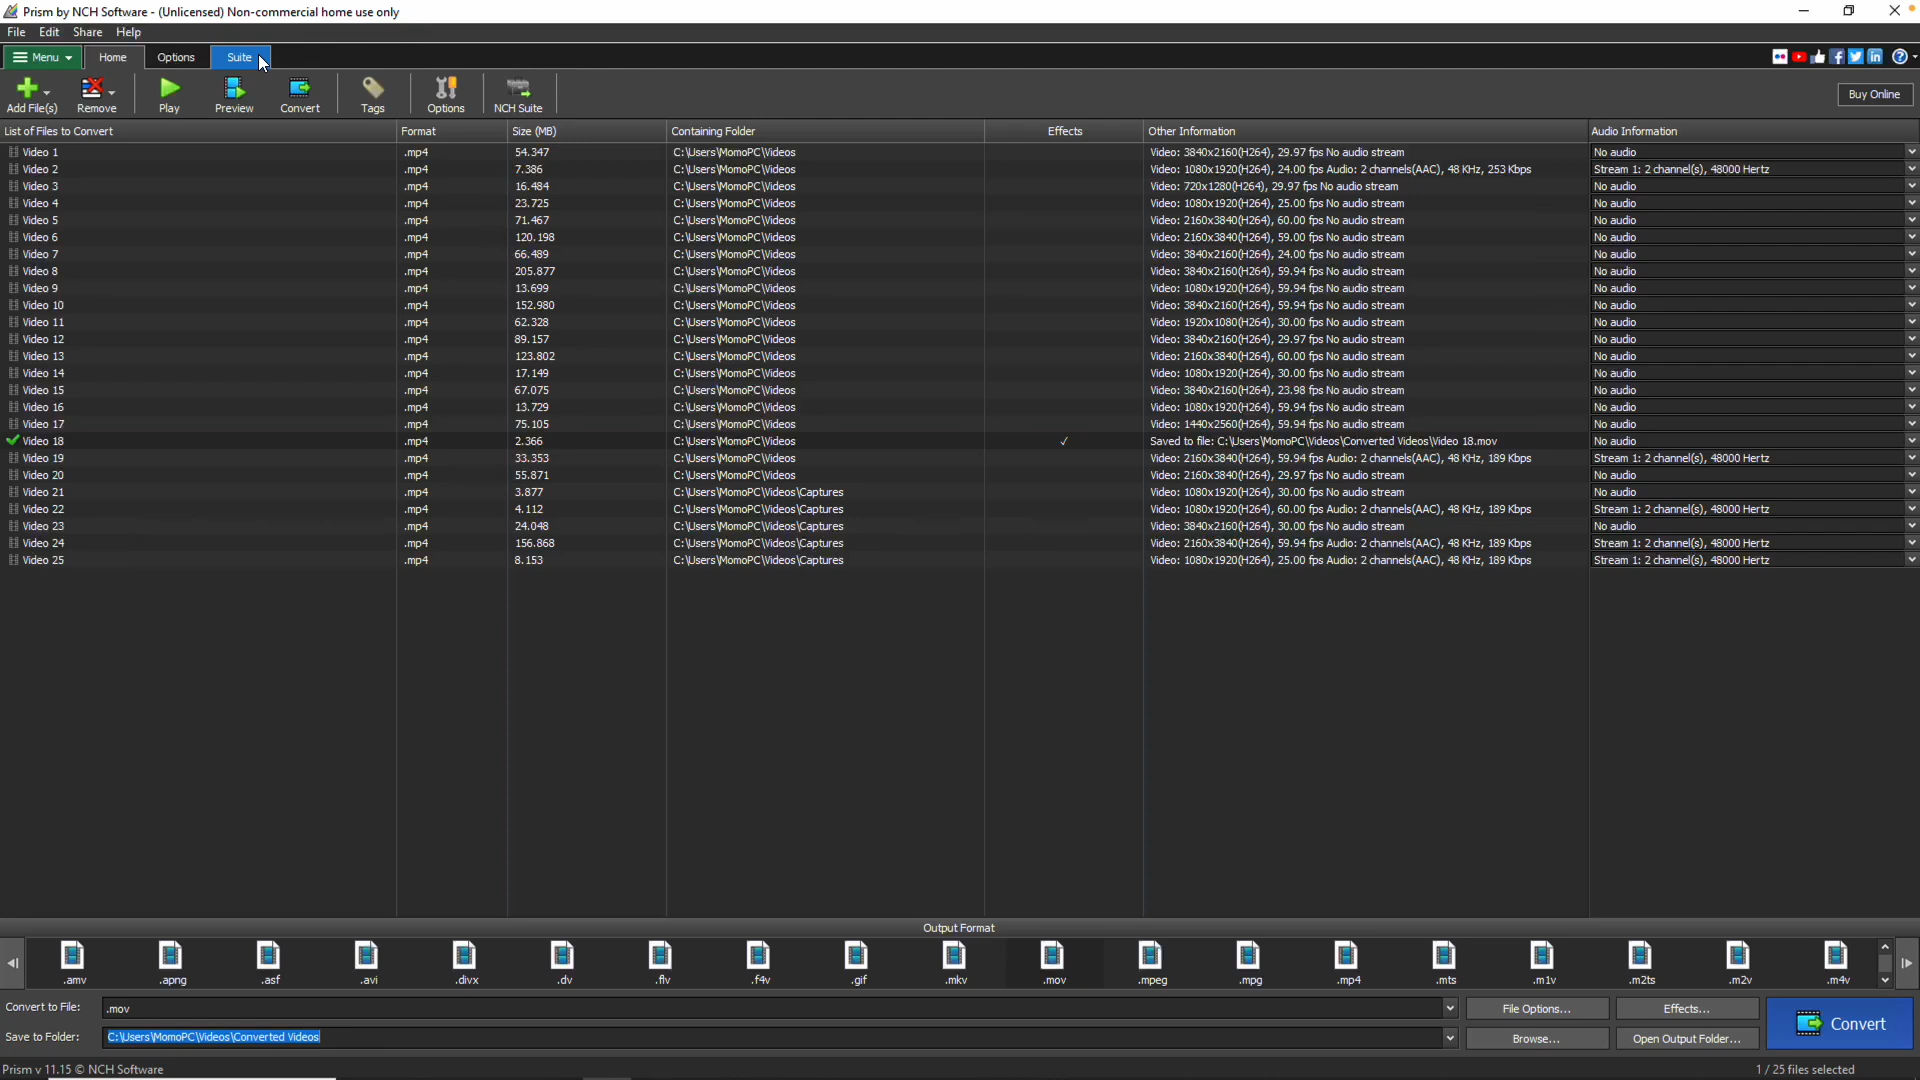 Prism by NCH Software - (Unlicensed) Non-commercial home use only
File Edit Share Help
Menu Home Options Suite
Add File(s) Remove Play Preview Convert Tags Options NCH Suite Buy Online
List of Files to Convert Format Size (MB) Containing Folder Effects Other Information Audio Information
Video 1 .mp4 54.347 C:\Users\MomoPC\Videos Video: 3840x2160(H264), 29.97 fps No audio stream No audio
Video 2 .mp4 7.386 C:\Users\MomoPC\Videos Video: 1080x1920(H264), 24.00 fps Audio: 2 channels(AAC), 48 KHz, 253 Kbps Stream 1: 2 channel(s), 48000 Hertz
Video 3 .mp4 16.484 C:\Users\MomoPC\Videos Video: 720x1280(H264), 29.97 fps No audio stream No audio
Video 4 .mp4 23.725 C:\Users\MomoPC\Videos Video: 1080x1920(H264), 25.00 fps No audio stream No audio
Video 5 .mp4 71.467 C:\Users\MomoPC\Videos Video: 2160x3840(H264), 60.00 fps No audio stream No audio
Video 6 .mp4 120.198 C:\Users\MomoPC\Videos Video: 2160x3840(H264), 59.00 fps No audio stream No audio
Video 7 .mp4 66.489 C:\Users\MomoPC\Videos Video: 3840x2160(H264), 24.00 fps No audio stream No audio
Video 8 .mp4 205.877 C:\Users\MomoPC\Videos Video: 3840x2160(H264), 59.94 fps No audio stream No audio
Video 9 .mp4 13.699 C:\Users\MomoPC\Videos Video: 1080x1920(H264), 59.94 fps No audio stream No audio
Video 10 .mp4 152.980 C:\Users\MomoPC\Videos Video: 3840x2160(H264), 59.94 fps No audio stream No audio
Video 11 .mp4 62.328 C:\Users\MomoPC\Videos Video: 1920x1080(H264), 30.00 fps No audio stream No audio
Video 12 .mp4 89.157 C:\Users\MomoPC\Videos Video: 3840x2160(H264), 29.97 fps No audio stream No audio
Video 13 .mp4 123.802 C:\Users\MomoPC\Videos Video: 2160x3840(H264), 60.00 fps No audio stream No audio
Video 14 .mp4 17.149 C:\Users\MomoPC\Videos Video: 1080x1920(H264), 30.00 fps No audio stream No audio
Video 15 .mp4 67.075 C:\Users\MomoPC\Videos Video: 3840x2160(H264), 23.98 fps No audio stream No audio
Video 16 .mp4 13.729 C:\Users\MomoPC\Videos Video: 1080x1920(H264), 59.94 fps No audio stream No audio
Video 17 .mp4 75.105 C:\Users\MomoPC\Videos Video: 1440x2560(H264), 59.94 fps No audio stream No audio
Video 18 .mp4 2.366 C:\Users\MomoPC\Videos ✓ Saved to file: C:\Users\MomoPC\Videos\Converted Videos\Video 18.mov No audio
Video 19 .mp4 33.353 C:\Users\MomoPC\Videos Video: 2160x3840(H264), 59.94 fps Audio: 2 channels(AAC), 48 KHz, 189 Kbps Stream 1: 2 channel(s), 48000 Hertz
Video 20 .mp4 55.871 C:\Users\MomoPC\Videos Video: 2160x3840(H264), 29.97 fps No audio stream No audio
Video 21 .mp4 3.877 C:\Users\MomoPC\Videos\Captures Video: 1080x1920(H264), 30.00 fps No audio stream No audio
Video 22 .mp4 4.112 C:\Users\MomoPC\Videos\Captures Video: 1080x1920(H264), 60.00 fps Audio: 2 channels(AAC), 48 KHz, 189 Kbps Stream 1: 2 channel(s), 48000 Hertz
Video 23 .mp4 24.048 C:\Users\MomoPC\Videos\Captures Video: 3840x2160(H264), 30.00 fps No audio stream No audio
Video 24 .mp4 156.868 C:\Users\MomoPC\Videos\Captures Video: 2160x3840(H264), 59.94 fps Audio: 2 channels(AAC), 48 KHz, 189 Kbps Stream 1: 2 channel(s), 48000 Hertz
Video 25 .mp4 8.153 C:\Users\MomoPC\Videos\Captures Video: 1080x1920(H264), 25.00 fps Audio: 2 channels(AAC), 48 KHz, 189 Kbps Stream 1: 2 channel(s), 48000 Hertz
Output Format
.amv .apng .asf .avi .divx .dv .flv .f4v .gif .mkv .mov .mpeg .mpg .mp4 .mts .m1v .m2ts .m2v .m4v
Convert to File: .mov File Options... Effects... Convert
Save to Folder: C:\Users\MomoPC\Videos\Converted Videos Browse... Open Output Folder...
Prism v 11.15 © NCH Software 1 / 25 files selected